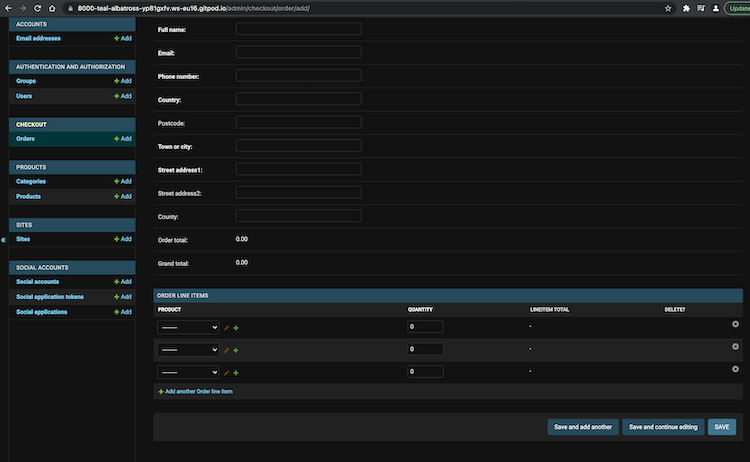 8000-teal-albatross-yp81gxfv.ws-eu16.gitpod.io/admin/checkout/order/add/
Update
ACCOUNTS
Email addresses + Add
AUTHENTICATION AND AUTHORIZATION
Groups + Add
Users + Add
CHECKOUT
Orders + Add
PRODUCTS
Categories + Add
Products + Add
SITES
Sites + Add
SOCIAL ACCOUNTS
Social accounts + Add
Social application tokens + Add
Social applications + Add
«
Full name:
Email:
Phone number:
Country:
Postcode:
Town or city:
Street address1:
Street address2:
County:
Order total: 0.00
Grand total: 0.00
ORDER LINE ITEMS
PRODUCT QUANTITY LINEITEM TOTAL DELETE?
--------- 0 -
--------- 0 -
--------- 0 -
+ Add another Order line item
Save and add another Save and continue editing SAVE